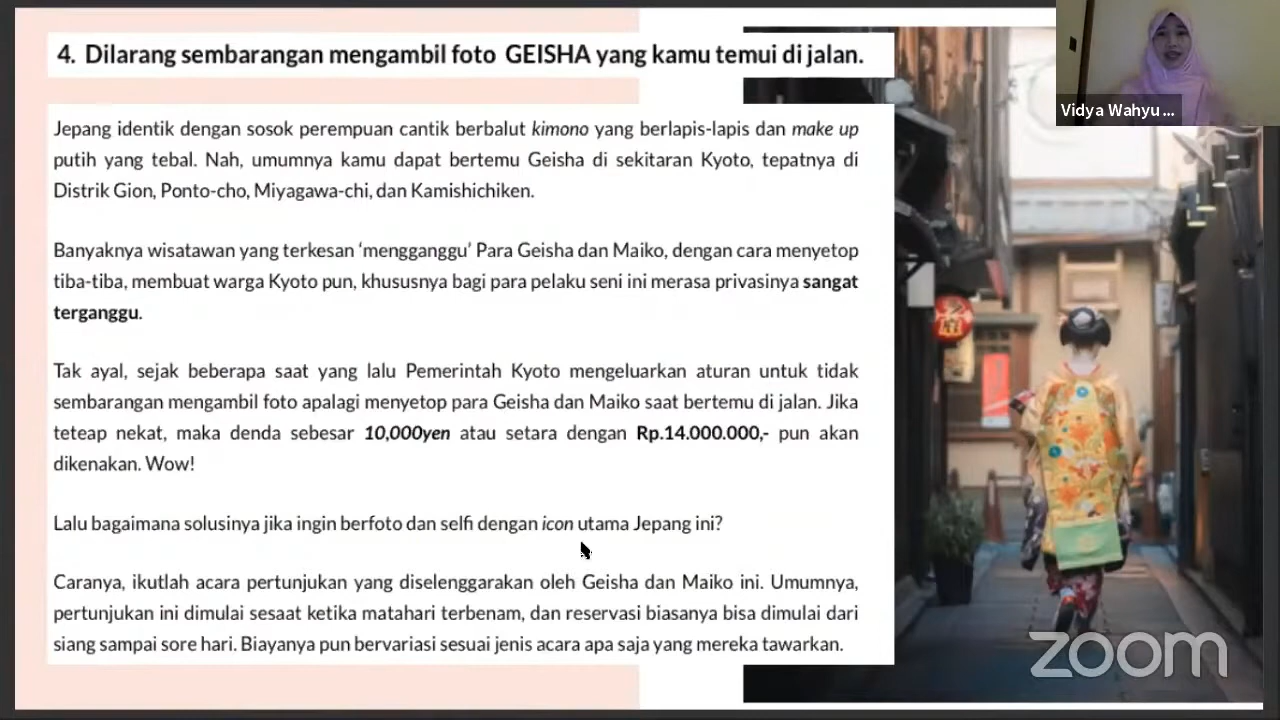 4. Dilarang sembarangan mengambil foto GEISHA yang kamu temui di jalan.
Vidya Wahyu ...
Jepang identik dengan sosok perempuan cantik berbalut kimono yang berlapis-lapis dan make up
putih yang tebal. Nah, umumnya kamu dapat bertemu Geisha di sekitaran Kyoto, tepatnya di
Distrik Gion, Ponto-cho, Miyagawa-chi, dan Kamishichiken.
Banyaknya wisatawan yang terkesan ‘mengganggu’ Para Geisha dan Maiko, dengan cara menyetop
tiba-tiba, membuat warga Kyoto pun, khususnya bagi para pelaku seni ini merasa privasinya sangat
terganggu.
Tak ayal, sejak beberapa saat yang lalu Pemerintah Kyoto mengeluarkan aturan untuk tidak
sembarangan mengambil foto apalagi menyetop para Geisha dan Maiko saat bertemu di jalan. Jika
teteap nekat, maka denda sebesar 10,000yen atau setara dengan Rp.14.000.000,- pun akan
dikenakan. Wow!
Lalu bagaimana solusinya jika ingin berfoto dan selfi dengan icon utama Jepang ini?
Caranya, ikutlah acara pertunjukan yang diselenggarakan oleh Geisha dan Maiko ini. Umumnya,
pertunjukan ini dimulai sesaat ketika matahari terbenam, dan reservasi biasanya bisa dimulai dari
siang sampai sore hari. Biayanya pun bervariasi sesuai jenis acara apa saja yang mereka tawarkan.
zoom